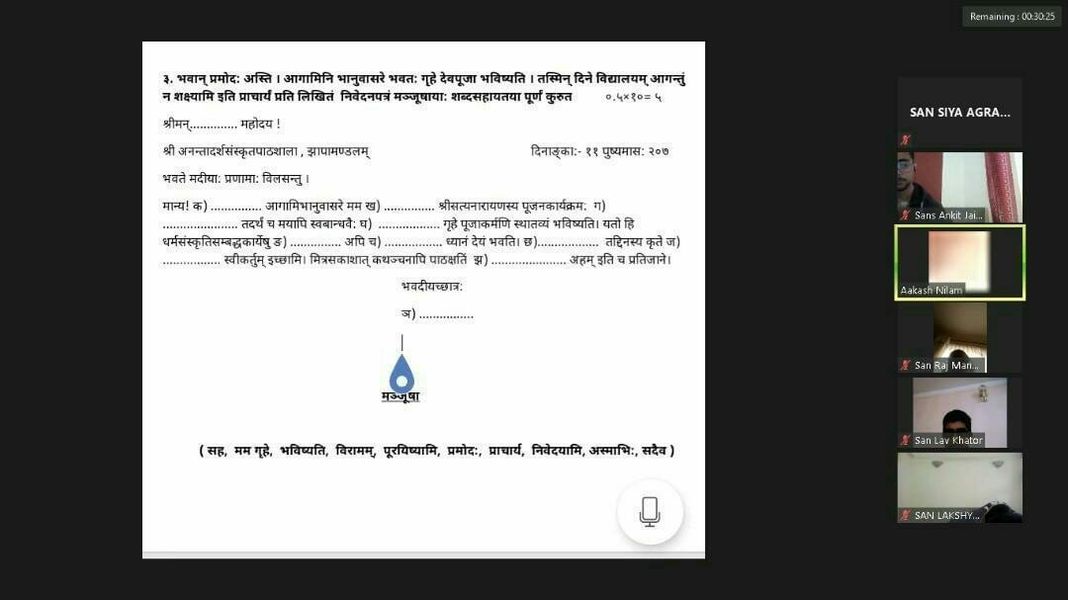 Remaining : 00:30:25
३. भवान् प्रमोद: अस्ति । आगामिनि भानुवासरे भवत: गृहे देवपूजा भविष्यति । तस्मिन् दिने विद्यालयम् आगन्तुं
न शक्ष्यामि इति प्राचार्यं प्रति लिखितं निवेदनपत्रं मञ्जूषाया: शब्दसहायतया पूर्ण कुरुत ०.५×१०= ५
श्रीमन्.............. महोदय !
श्री अनन्तादर्शसंस्कृतपाठशाला , झापामण्डलम् दिनाङ्का:- ११ पुष्यमास: २०७
भवते मदीया: प्रणामा: विलसन्तु ।
मान्य! क) ............... आगामिभानुवासरे मम ख) ............... श्रीसत्यनारायणस्य पूजनकार्यक्रम: ग)
...................... तदर्थं च मयापि स्वबान्धवै: घ) .................. गृहे पूजाकर्मणि स्थातव्यं भविष्यति। यतो हि
धर्मसंस्कृतिसम्बद्धकार्येषु ङ) ............... अपि च) ................. ध्यानं देयं भवति। छ).................. तद्दिनस्य कृते ज)
................. स्वीकर्तुम् इच्छामि। मित्रसकाशात् कथञ्चनापि पाठक्षतिं झ) ...................... अहम् इति च प्रतिजाने।
भवदीयच्छात्र:
ञ) ................
मञ्जूषा
( सह, मम गृहे, भविष्यति, विरामम्, पूरयिष्यामि, प्रमोद:, प्राचार्य, निवेदयामि, अस्माभि:, सदैव )
SAN SIYA AGRA...
Sans Ankit Jai...
Aakash Nilam
San Raj Man...
San Lav Khator
SAN LAKSHY...